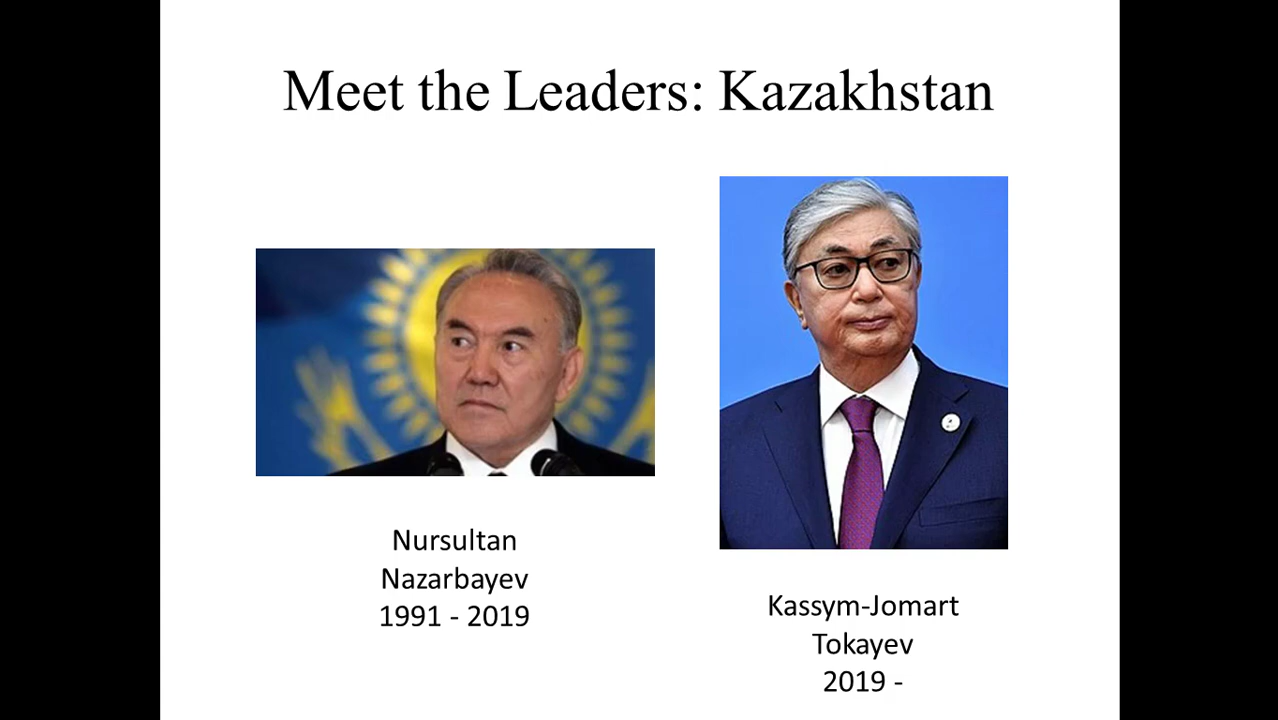 Meet the Leaders: Kazakhstan
Nursultan
Nazarbayev
1991 - 2019
Kassym-Jomart
Tokayev
2019 -